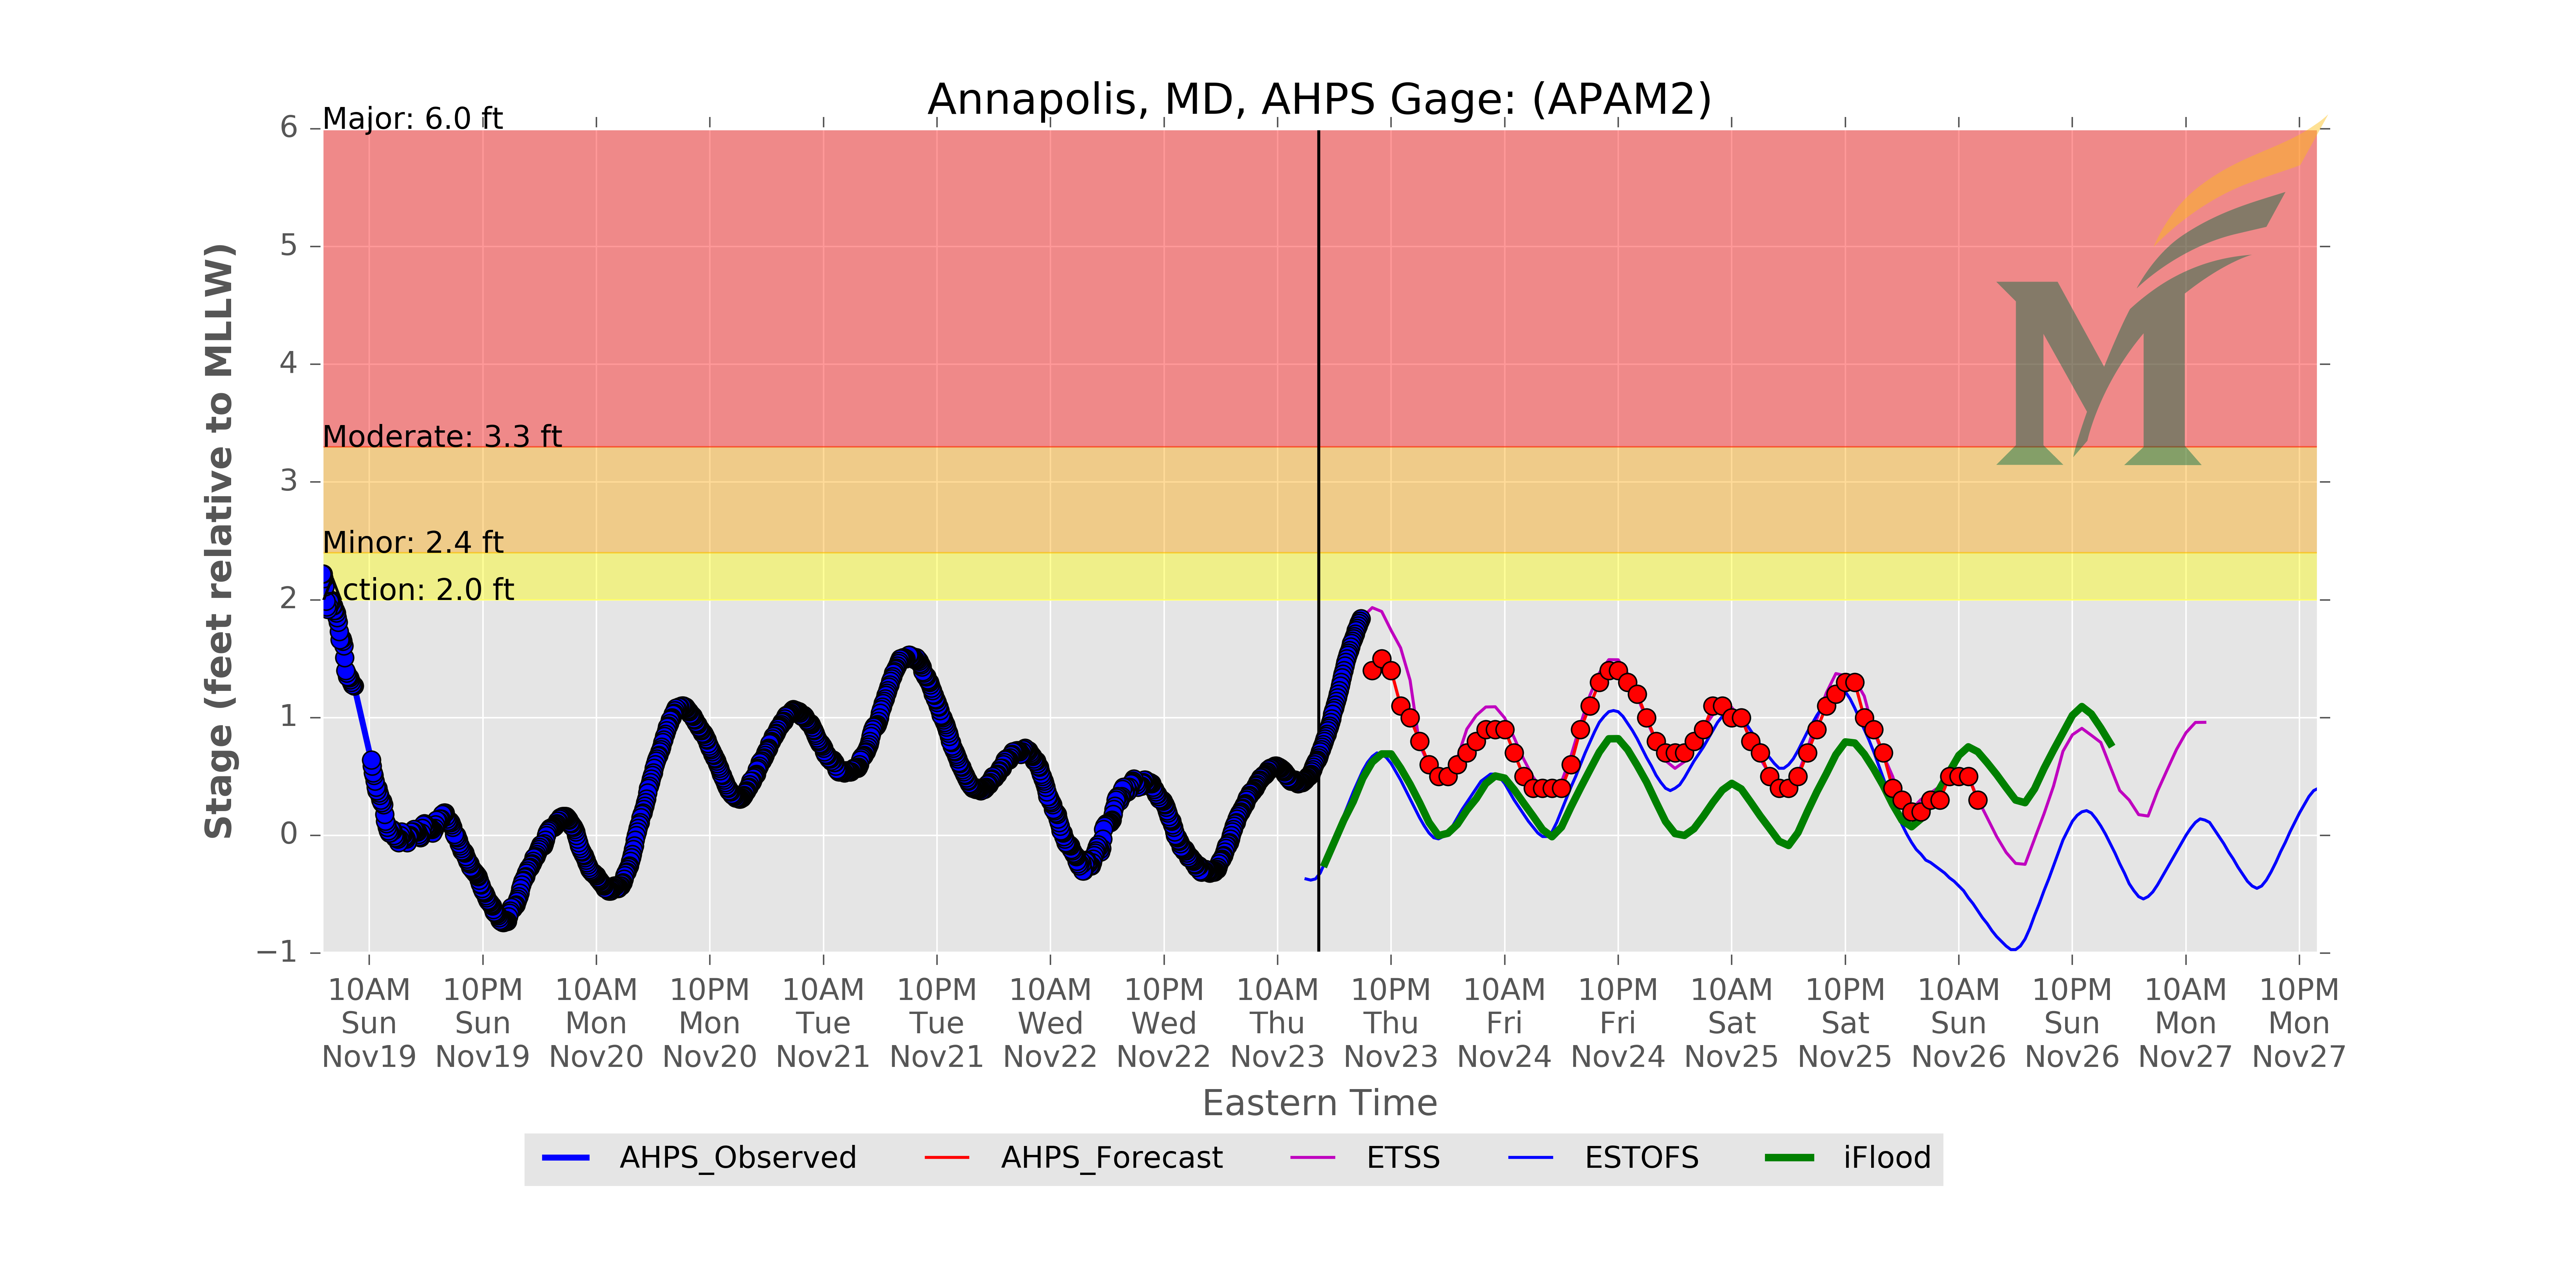 Annapolis, MD, AHPS Gage: (APAM2)
Major: 6.0 ft
Moderate: 3.3 ft
Minor: 2.4 ft
Action: 2.0 ft
Stage (feet relative to MLLW)
6
5
4
3
2
1
0
−1
10AM 10PM 10AM 10PM 10AM 10PM 10AM 10PM 10AM 10PM 10AM 10PM 10AM 10PM 10AM 10PM 10AM 10PM
Sun Sun Mon Mon Tue Tue Wed Wed Thu Thu Fri Fri Sat Sat Sun Sun Mon Mon
Nov19 Nov19 Nov20 Nov20 Nov21 Nov21 Nov22 Nov22 Nov23 Nov23 Nov24 Nov24 Nov25 Nov25 Nov26 Nov26 Nov27 Nov27
Eastern Time
AHPS_Observed AHPS_Forecast ETSS ESTOFS iFlood
M